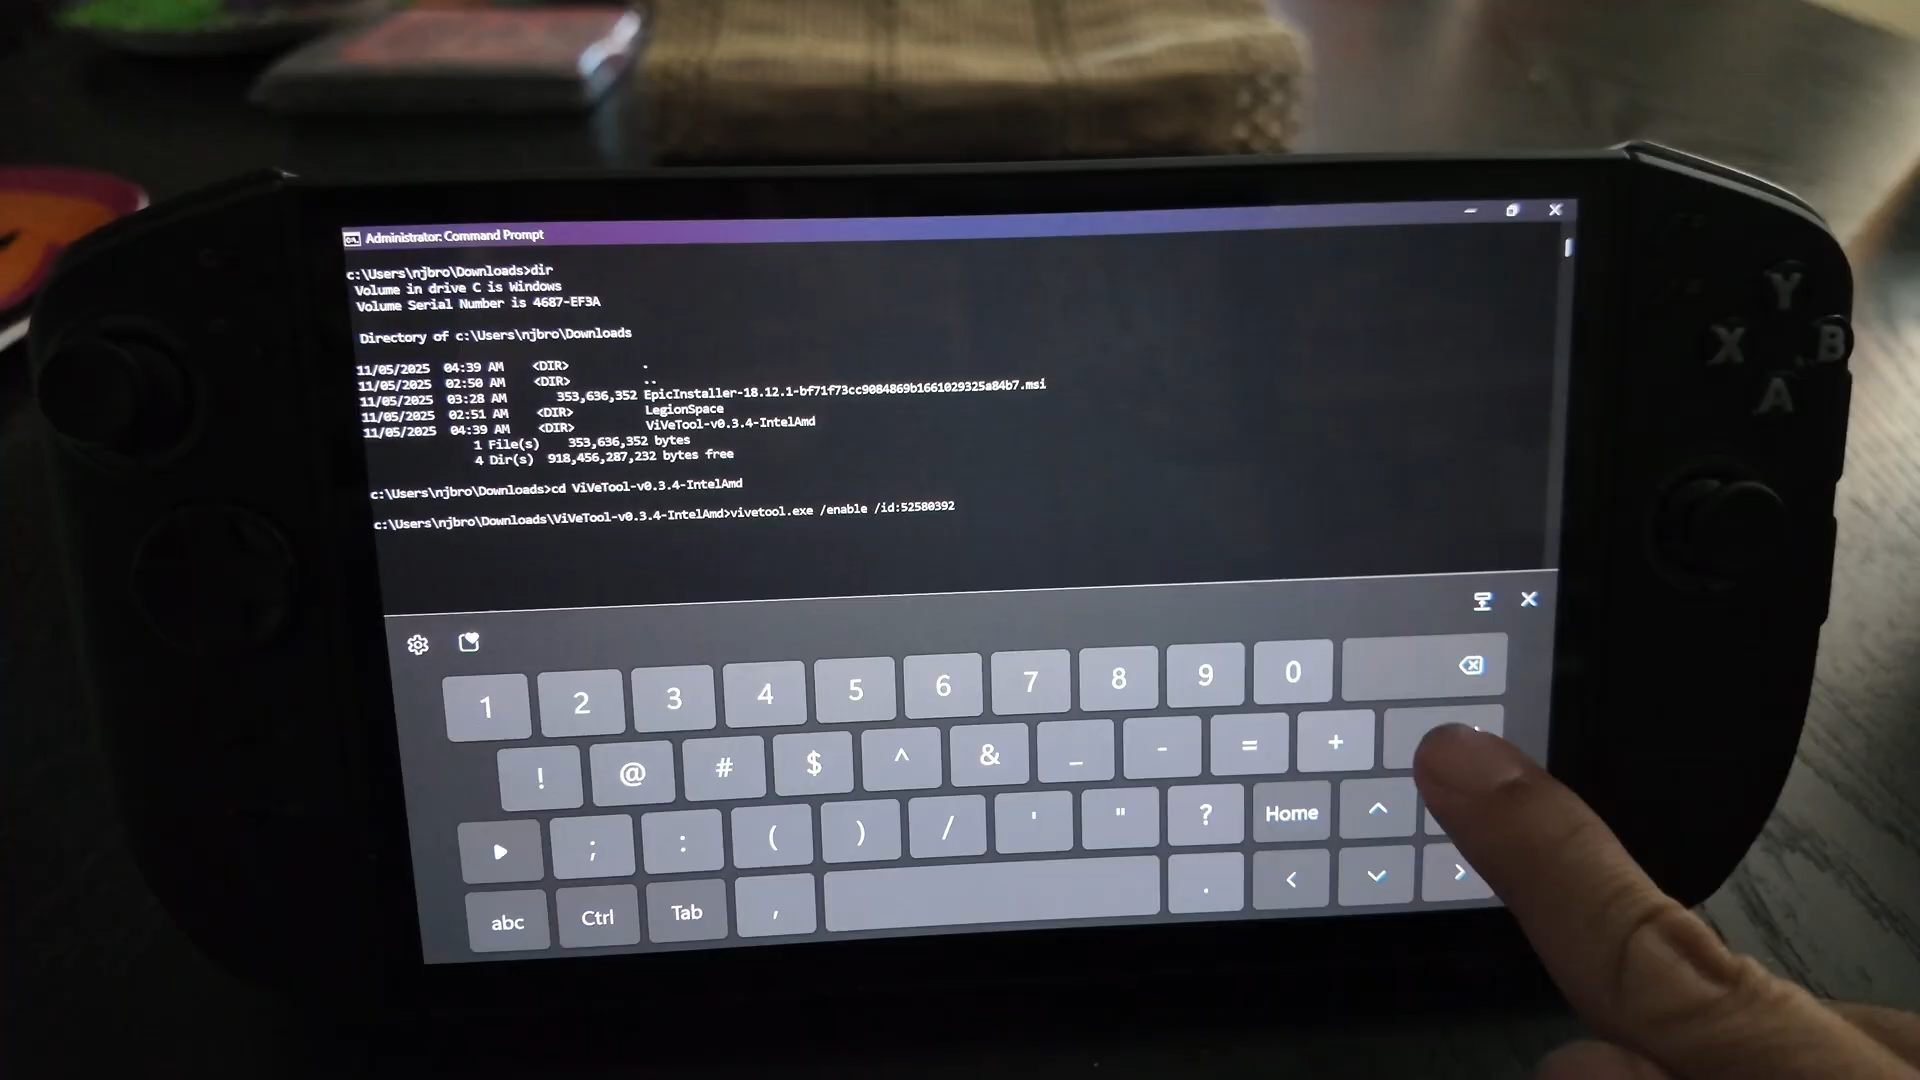 Administrator: Command Prompt
c:\Users\njbro\Downloads>dir
Volume in drive C is Windows
Volume Serial Number is 4687-EF3A
Directory of c:\Users\njbro\Downloads
11/05/2025 04:39 AM <DIR> .
11/05/2025 02:50 AM <DIR> ..
11/05/2025 03:28 AM 353,636,352 EpicInstaller-18.12.1-bf71f73cc9084869b1661029325a84b7.msi
11/05/2025 02:51 AM <DIR> LegionSpace
11/05/2025 04:39 AM <DIR> ViVeTool-v0.3.4-IntelAmd
1 File(s) 353,636,352 bytes
4 Dir(s) 918,456,287,232 bytes free
c:\Users\njbro\Downloads>cd ViVeTool-v0.3.4-IntelAmd
c:\Users\njbro\Downloads\ViVeTool-v0.3.4-IntelAmd>vivetool.exe /enable /id:52580392
1 2 3 4 5 6 7 8 9 0
! @ # $ ^ & _ - = +
; : ( ) / ' " ? Home
abc Ctrl Tab , .
Y
X B
A